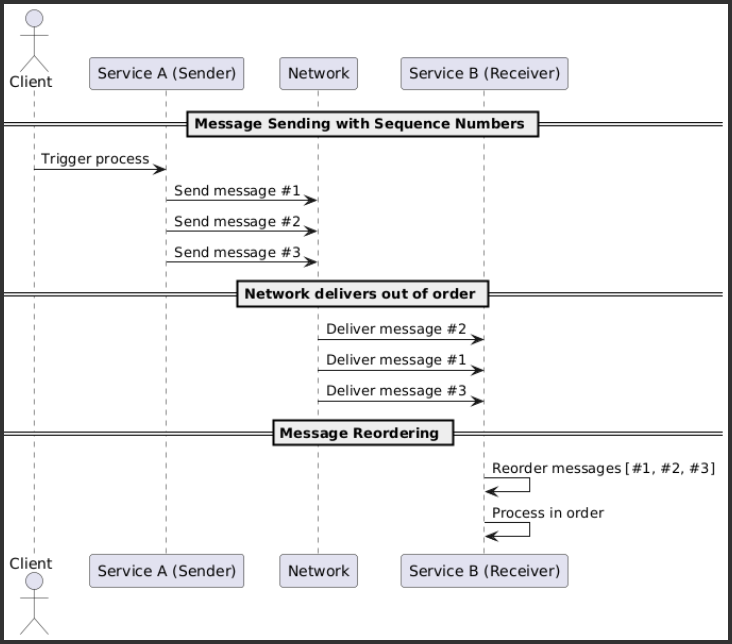 Client
Service A (Sender)
Network
Service B (Receiver)
Message Sending with Sequence Numbers
Trigger process
Send message #1
Send message #2
Send message #3
Network delivers out of order
Deliver message #2
Deliver message #1
Deliver message #3
Message Reordering
Reorder messages [#1, #2, #3]
Process in order
Client
Service A (Sender)
Network
Service B (Receiver)